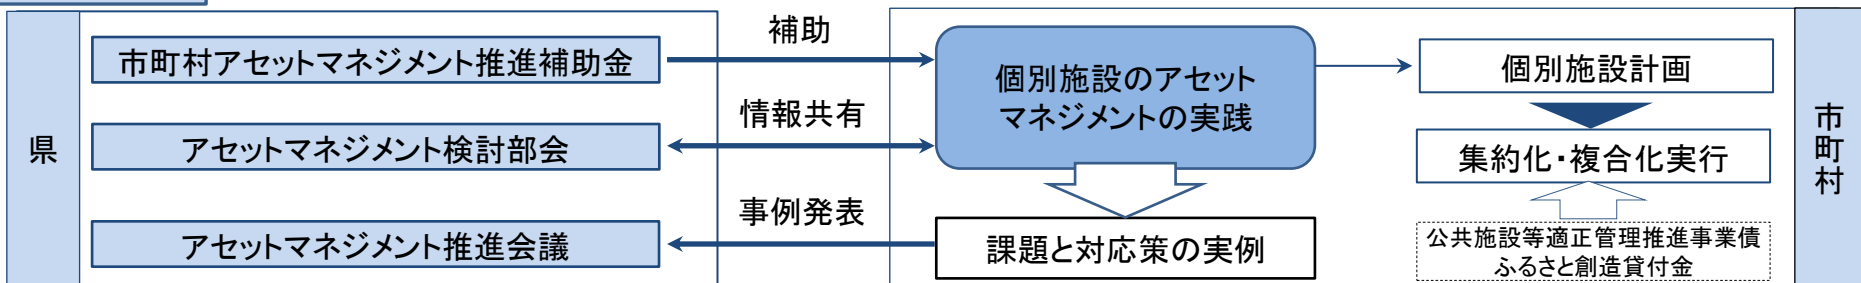 県
市町村アセットマネジメント推進補助金
アセットマネジメント検討部会
アセットマネジメント推進会議
補助
情報共有
事例発表
個別施設のアセット
マネジメントの実践
課題と対応策の実例
個別施設計画
集約化・複合化実行
公共施設等適正管理推進事業債
ふるさと創造貸付金
市町村